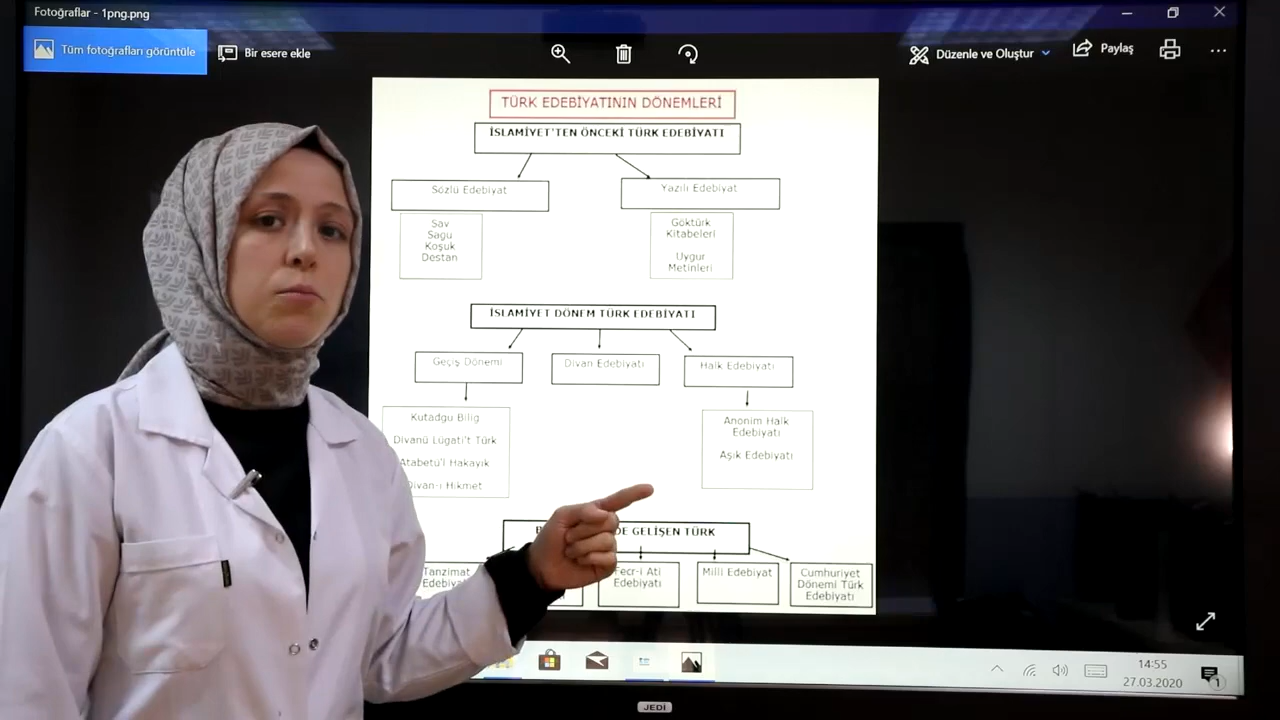 Fotoğraflar - 1png.png
Tüm fotoğrafları görüntüle
Bir esere ekle
Düzenle ve Oluştur
Paylaş
TÜRK EDEBİYATININ DÖNEMLERİ
İSLAMİYET'TEN ÖNCEKİ TÜRK EDEBİYATI
Sözlü Edebiyat
Yazılı Edebiyat
Sav
Sagu
Koşuk
Destan
Göktürk
Kitabeleri
Uygur
Metinleri
İSLAMİYET DÖNEM TÜRK EDEBİYATI
Geçiş Dönemi
Divan Edebiyatı
Halk Edebiyatı
Kutadgu Bilig
Divanü Lügati't Türk
Atabetü'l Hakayık
Divan-ı Hikmet
Anonim Halk
Edebiyatı
Aşık Edebiyatı
GELİŞEN TÜRK
Tanzimat
Fecr-i Ati
Edebiyatı
Milli Edebiyat
Cumhuriyet
Dönemi Türk
Edebiyatı
14:55
27.03.2020
1
JEDİ